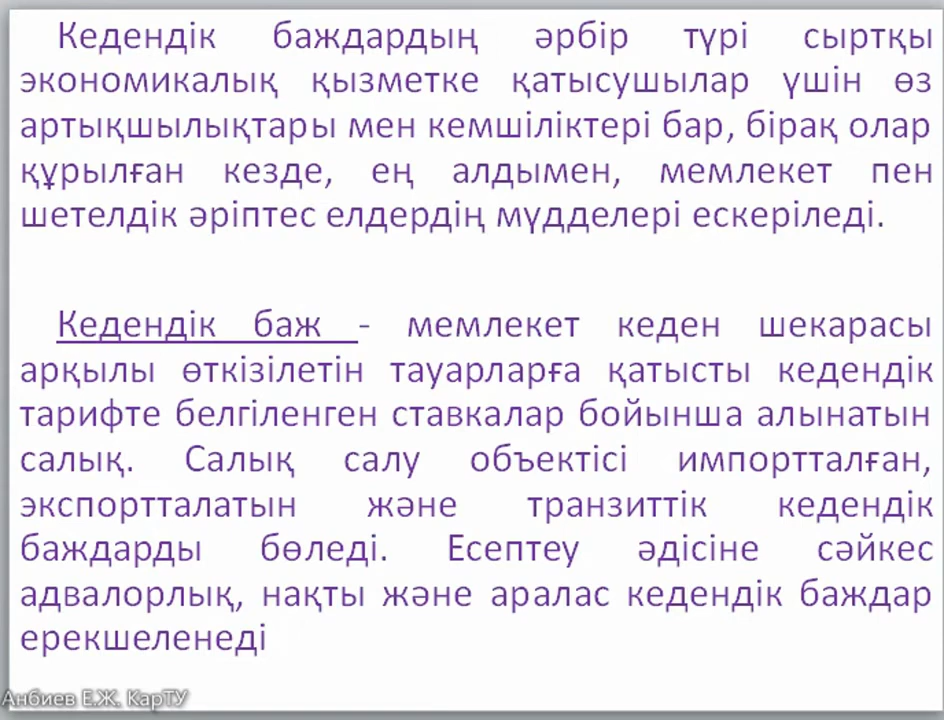 Кедендік баждардың әрбір түрі сыртқы
экономикалық қызметке қатысушылар үшін өз
артықшылықтары мен кемшіліктері бар, бірақ олар
құрылған кезде, ең алдымен, мемлекет пен
шетелдік әріптес елдердің мүдделері ескеріледі.
Кедендік баж - мемлекет кеден шекарасы
арқылы өткізілетін тауарларға қатысты кедендік
тарифте белгіленген ставкалар бойынша алынатын
салық. Салық салу объектісі импортталған,
экспортталатын және транзиттік кедендік
баждарды бөледі. Есептеу әдісіне сәйкес
адвалорлық, нақты және аралас кедендік баждар
ерекшеленеді
Анбиев Е.Ж. КарТУ